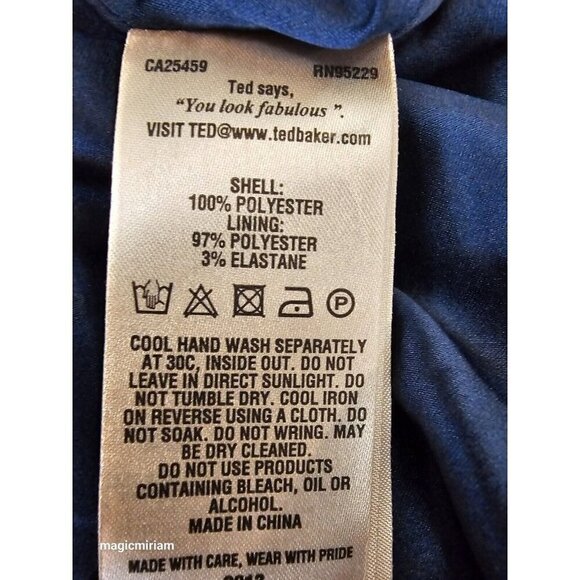 CA25459 RN95229
Ted says,
"You look fabulous ".
VISIT TED@www.tedbaker.com
SHELL:
100% POLYESTER
LINING:
97% POLYESTER
3% ELASTANE
P
COOL HAND WASH SEPARATELY
AT 30C, INSIDE OUT. DO NOT
LEAVE IN DIRECT SUNLIGHT. DO
NOT TUMBLE DRY. COOL IRON
ON REVERSE USING A CLOTH. DO
NOT SOAK. DO NOT WRING. MAY
BE DRY CLEANED.
DO NOT USE PRODUCTS
CONTAINING BLEACH, OIL OR
ALCOHOL.
MADE IN CHINA
MADE WITH CARE, WEAR WITH PRIDE
magicmiriam